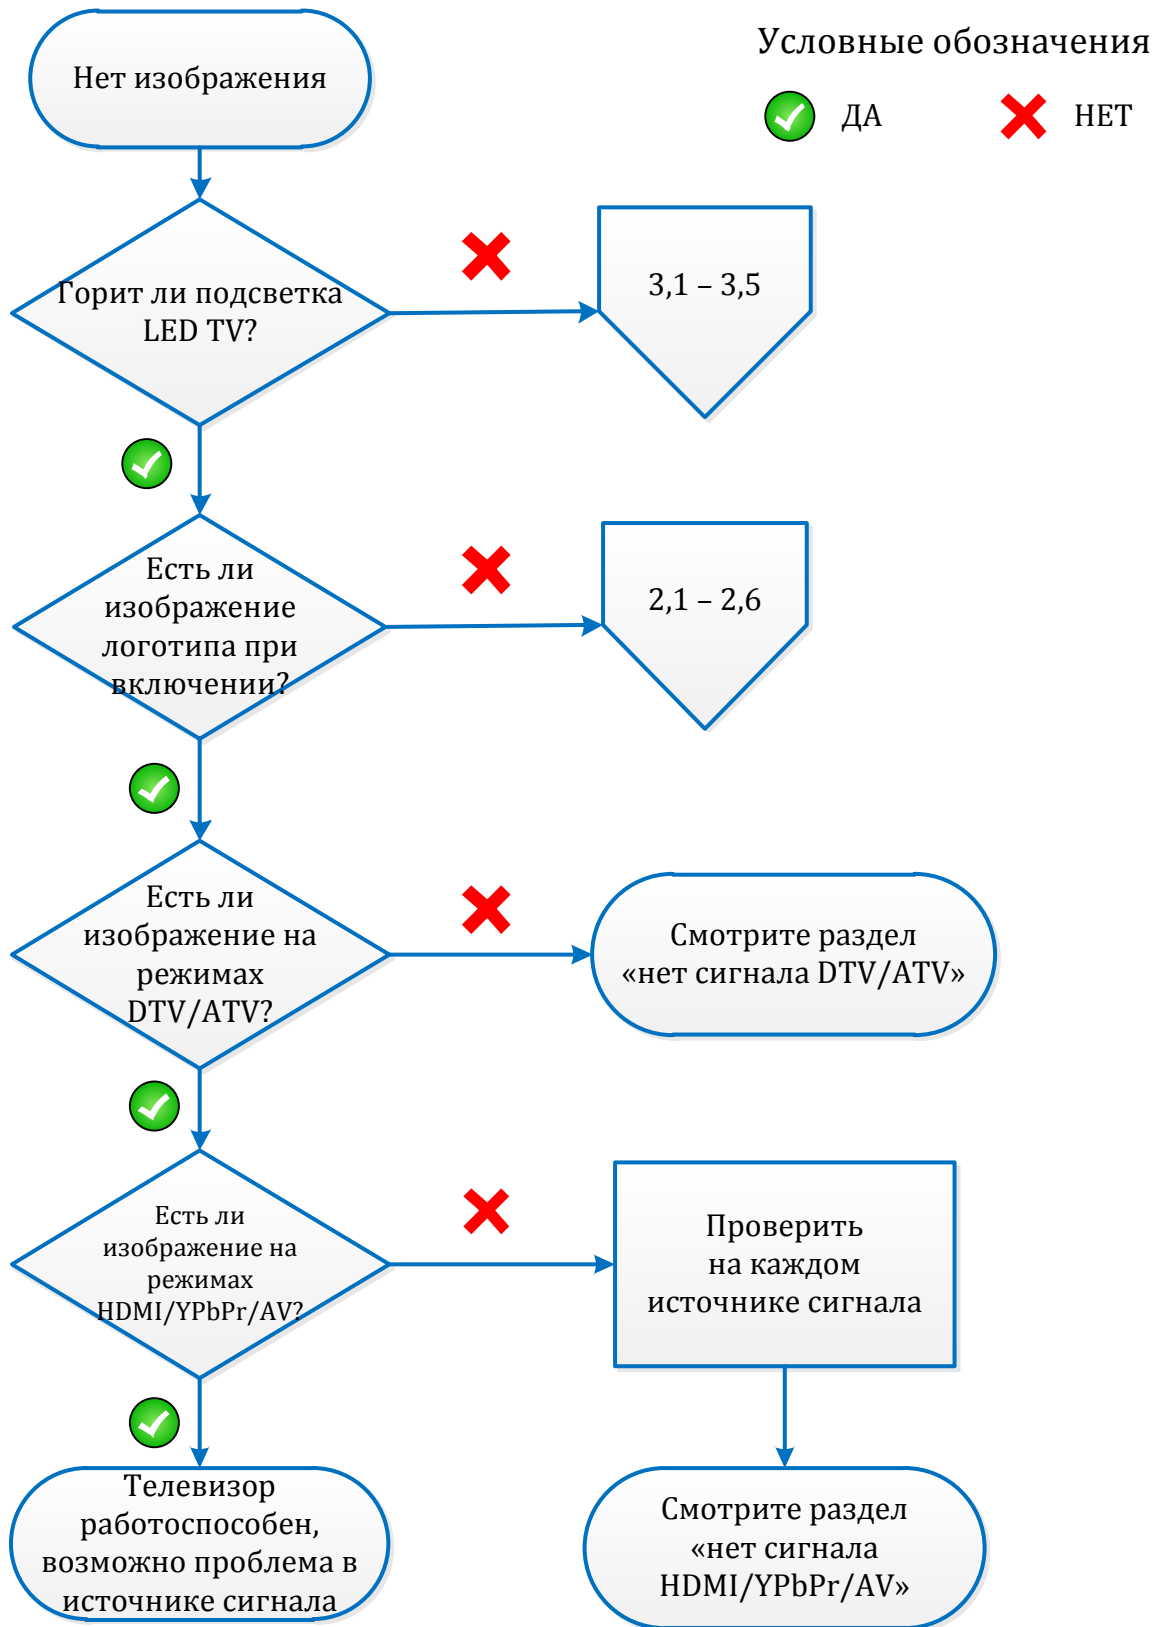 Условные обозначения
ДА
НЕТ
Нет изображения
Горит ли подсветка
LED TV?
3,1 – 3,5
Есть ли
изображение
логотипа при
включении?
2,1 – 2,6
Есть ли
изображение на
режимах
DTV/ATV?
Смотрите раздел
«нет сигнала DTV/ATV»
Есть ли
изображение на
режимах
HDMI/YPbPr/AV?
Проверить
на каждом
источнике сигнала
Телевизор
работоспособен,
возможно проблема в
источнике сигнала
Смотрите раздел
«нет сигнала
HDMI/YPbPr/AV»